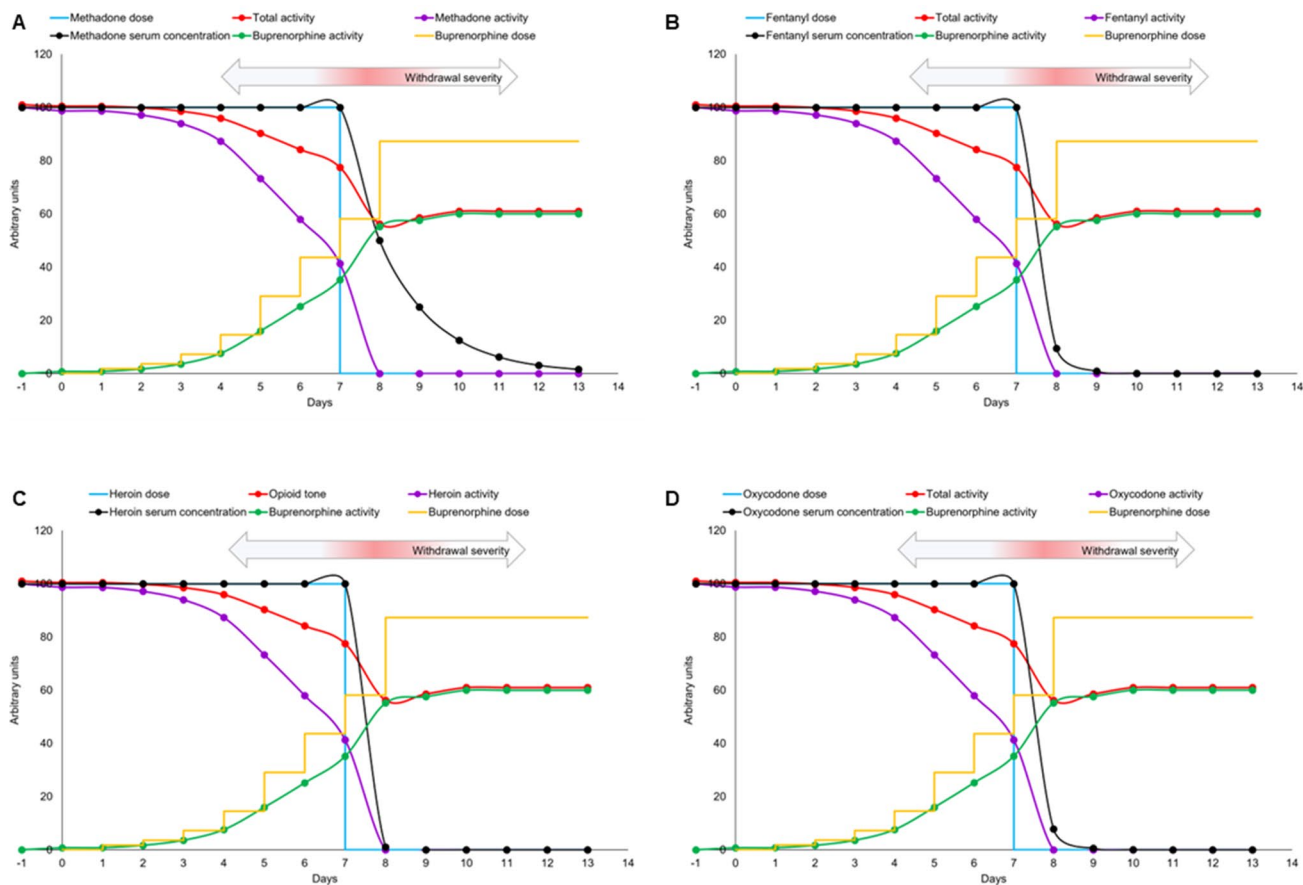 A
Methadone dose Total activity Methadone activity
Methadone serum concentration Buprenorphine activity Buprenorphine dose
120
Withdrawal severity
100
80
60
40
20
0
Arbitrary units
-1 0 1 2 3 4 5 6 7 8 9 10 11 12 13 14
Days
B
Fentanyl dose Total activity Fentanyl activity
Fentanyl serum concentration Buprenorphine activity Buprenorphine dose
120
Withdrawal severity
100
80
60
40
20
0
Arbitrary units
-1 0 1 2 3 4 5 6 7 8 9 10 11 12 13 14
Days
C
Heroin dose Opioid tone Heroin activity
Heroin serum concentration Buprenorphine activity Buprenorphine dose
120
Withdrawal severity
100
80
60
40
20
0
Arbitrary units
-1 0 1 2 3 4 5 6 7 8 9 10 11 12 13 14
Days
D
Oxycodone dose Total activity Oxycodone activity
Oxycodone serum concentration Buprenorphine activity Buprenorphine dose
120
Withdrawal severity
100
80
60
40
20
0
Arbitrary units
-1 0 1 2 3 4 5 6 7 8 9 10 11 12 13 14
Days